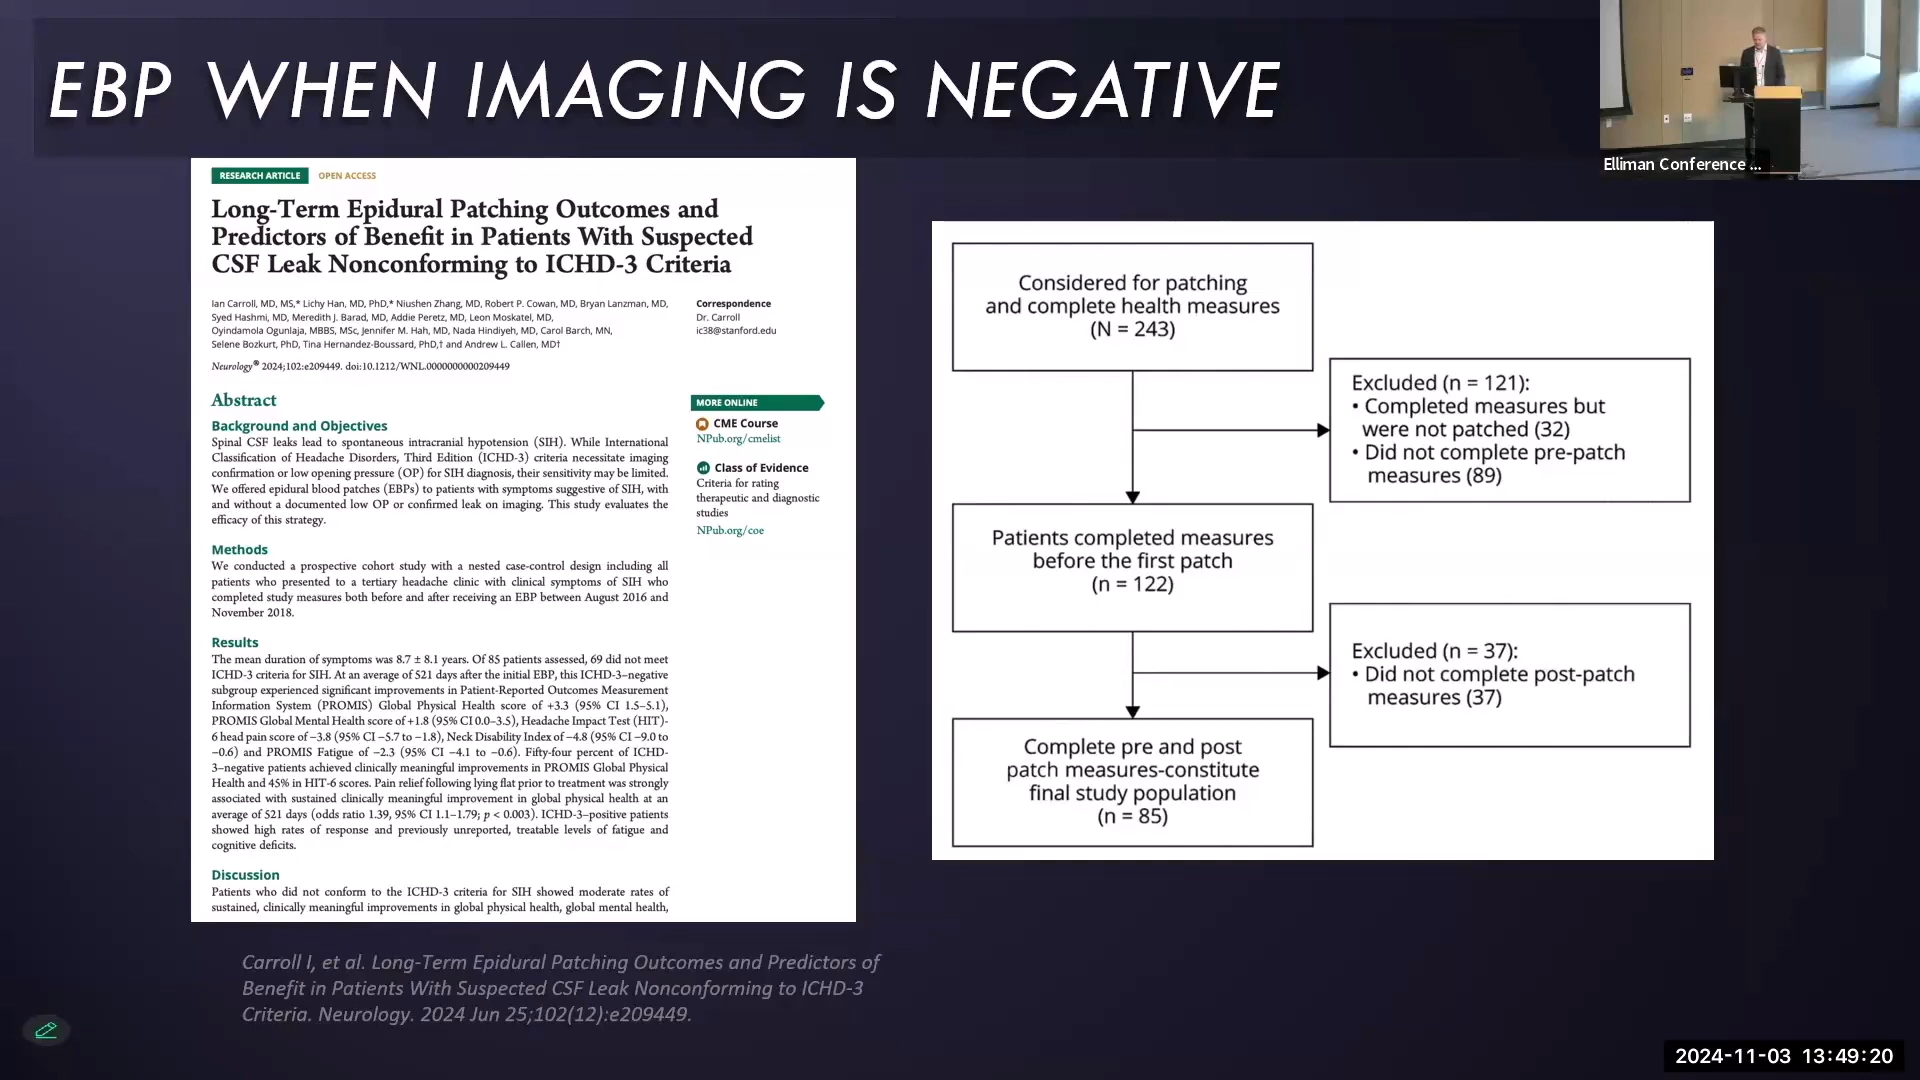 EBP WHEN IMAGING IS NEGATIVE
Elliman Conference ...
RESEARCH ARTICLE OPEN ACCESS
Long-Term Epidural Patching Outcomes and
Predictors of Benefit in Patients With Suspected
CSF Leak Nonconforming to ICHD-3 Criteria
Ian Carroll, MD, MS,* Lichy Han, MD, PhD,* Niushen Zhang, MD, Robert P. Cowan, MD, Bryan Lanzman, MD,
Syed Hashmi, MD, Meredith J. Barad, MD, Addie Peretz, MD, Leon Moskatel, MD,
Oyindamola Ogunlaja, MBBS, MSc, Jennifer M. Hah, MD, Nada Hindiyeh, MD, Carol Barch, MN,
Selene Bozkurt, PhD, Tina Hernandez-Boussard, PhD,† and Andrew L. Callen, MD†
Neurology® 2024;102:e209449. doi:10.1212/WNL.0000000000209449
Correspondence
Dr. Carroll
ic38@stanford.edu
Abstract
Background and Objectives
Spinal CSF leaks lead to spontaneous intracranial hypotension (SIH). While International
Classification of Headache Disorders, Third Edition (ICHD-3) criteria necessitate imaging
confirmation or low opening pressure (OP) for SIH diagnosis, their sensitivity may be limited.
We offered epidural blood patches (EBPs) to patients with symptoms suggestive of SIH, with
and without a documented low OP or confirmed leak on imaging. This study evaluates the
efficacy of this strategy.
Methods
We conducted a prospective cohort study with a nested case-control design including all
patients who presented to a tertiary headache clinic with clinical symptoms of SIH who
completed study measures both before and after receiving an EBP between August 2016 and
November 2018.
Results
The mean duration of symptoms was 8.7 ± 8.1 years. Of 85 patients assessed, 69 did not meet
ICHD-3 criteria for SIH. At an average of 521 days after the initial EBP, this ICHD-3–negative
subgroup experienced significant improvements in Patient-Reported Outcomes Measurement
Information System (PROMIS) Global Physical Health score of +3.3 (95% CI 1.5–5.1),
PROMIS Global Mental Health score of +1.8 (95% CI 0.0–3.5), Headache Impact Test (HIT)-
6 head pain score of −3.8 (95% CI −5.7 to −1.8), Neck Disability Index of −4.8 (95% CI −9.0 to
−0.6) and PROMIS Fatigue of −2.3 (95% CI −4.1 to −0.6). Fifty-four percent of ICHD-
3–negative patients achieved clinically meaningful improvements in PROMIS Global Physical
Health and 45% in HIT-6 scores. Pain relief following lying flat prior to treatment was strongly
associated with sustained clinically meaningful improvement in global physical health at an
average of 521 days (odds ratio 1.39, 95% CI 1.1–1.79; p < 0.003). ICHD-3–positive patients
showed high rates of response and previously unreported, treatable levels of fatigue and
cognitive deficits.
Discussion
Patients who did not conform to the ICHD-3 criteria for SIH showed moderate rates of
sustained, clinically meaningful improvements in global physical health, global mental health,
MORE ONLINE
CME Course
NPub.org/cmelist
Class of Evidence
Criteria for rating
therapeutic and diagnostic
studies
NPub.org/coe
Considered for patching
and complete health measures
(N = 243)
Excluded (n = 121):
• Completed measures but
were not patched (32)
• Did not complete pre-patch
measures (89)
Patients completed measures
before the first patch
(n = 122)
Excluded (n = 37):
• Did not complete post-patch
measures (37)
Complete pre and post
patch measures-constitute
final study population
(n = 85)
Carroll I, et al. Long-Term Epidural Patching Outcomes and Predictors of
Benefit in Patients With Suspected CSF Leak Nonconforming to ICHD-3
Criteria. Neurology. 2024 Jun 25;102(12):e209449.
2024-11-03 13:49:20